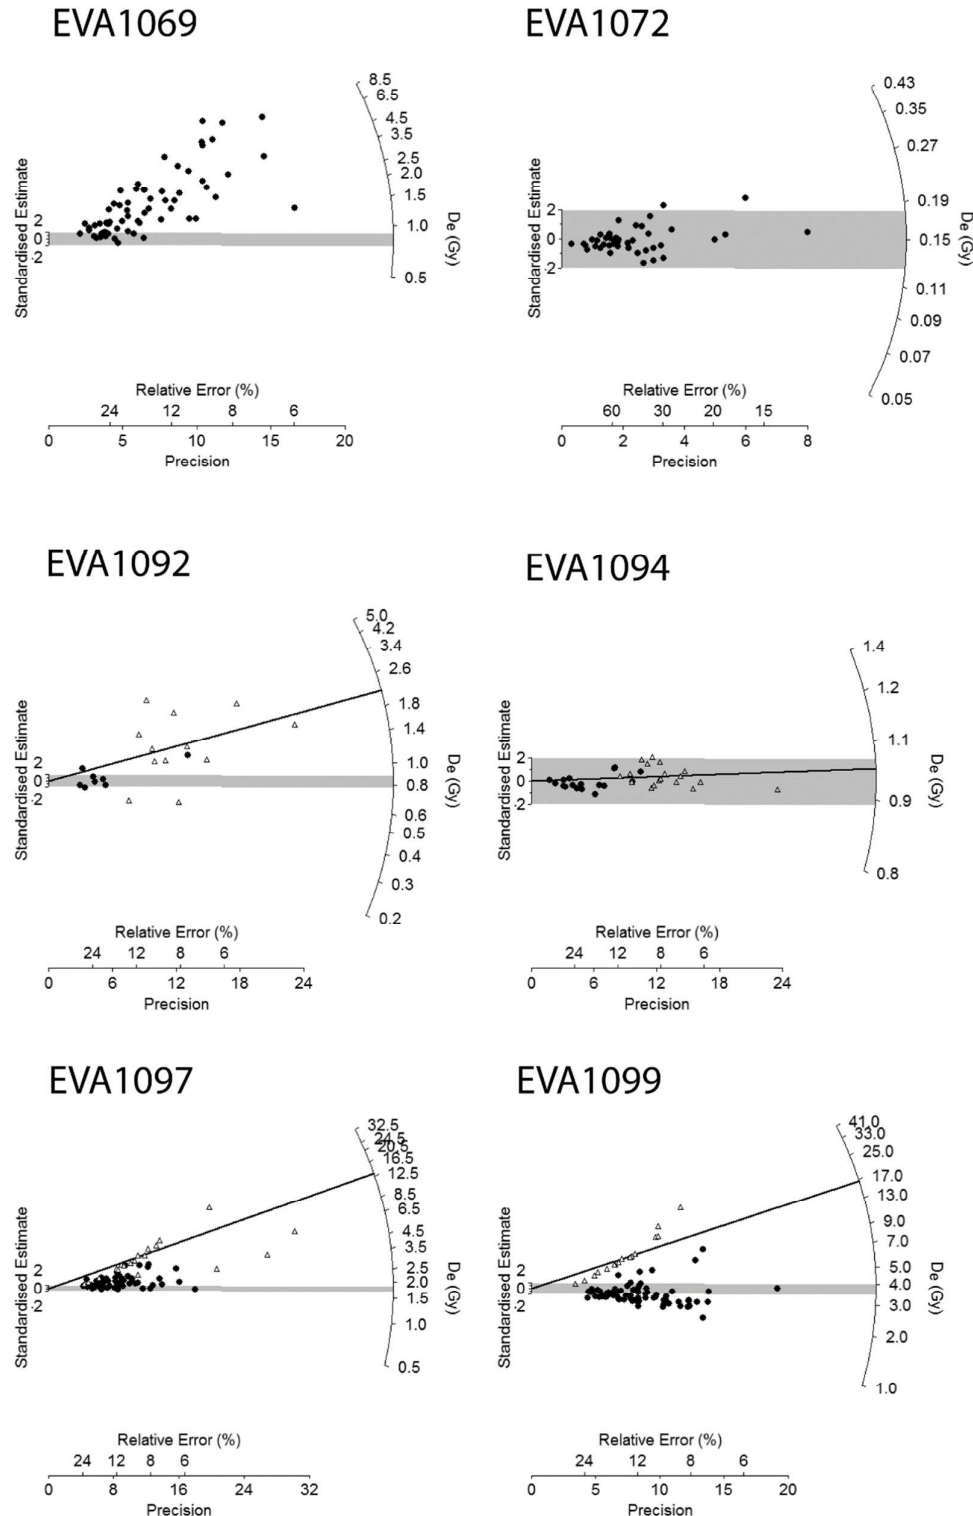 EVA1069
8.5
6.5
4.5
3.5
2.5
2.0
1.5
1.0
0.5
De (Gy)
Standardised Estimate
2
0
-2
Relative Error (%)
24 12 8 6
0 5 10 15 20
Precision
EVA1072
0.43
0.35
0.27
0.19
0.15
0.11
0.09
0.07
0.05
De (Gy)
Standardised Estimate
2
0
-2
Relative Error (%)
60 30 20 15
0 2 4 6 8
Precision
EVA1092
5.0
4.2
3.4
2.6
1.8
1.4
1.0
0.8
0.6
0.5
0.4
0.3
0.2
De (Gy)
Standardised Estimate
2
0
-2
Relative Error (%)
24 12 8 6
0 6 12 18 24
Precision
EVA1094
1.4
1.2
1.1
0.9
0.8
De (Gy)
Standardised Estimate
2
0
-2
Relative Error (%)
24 12 8 6
0 6 12 18 24
Precision
EVA1097
32.5
24.5
20.5
16.5
12.5
8.5
6.5
4.5
3.5
2.5
2.0
1.5
1.0
0.5
De (Gy)
Standardised Estimate
2
0
-2
Relative Error (%)
24 12 8 6
0 8 16 24 32
Precision
EVA1099
41.0
33.0
25.0
17.0
13.0
9.0
7.0
5.0
4.0
3.0
2.0
1.0
De (Gy)
Standardised Estimate
2
0
-2
Relative Error (%)
24 12 8 6
0 5 10 15 20
Precision